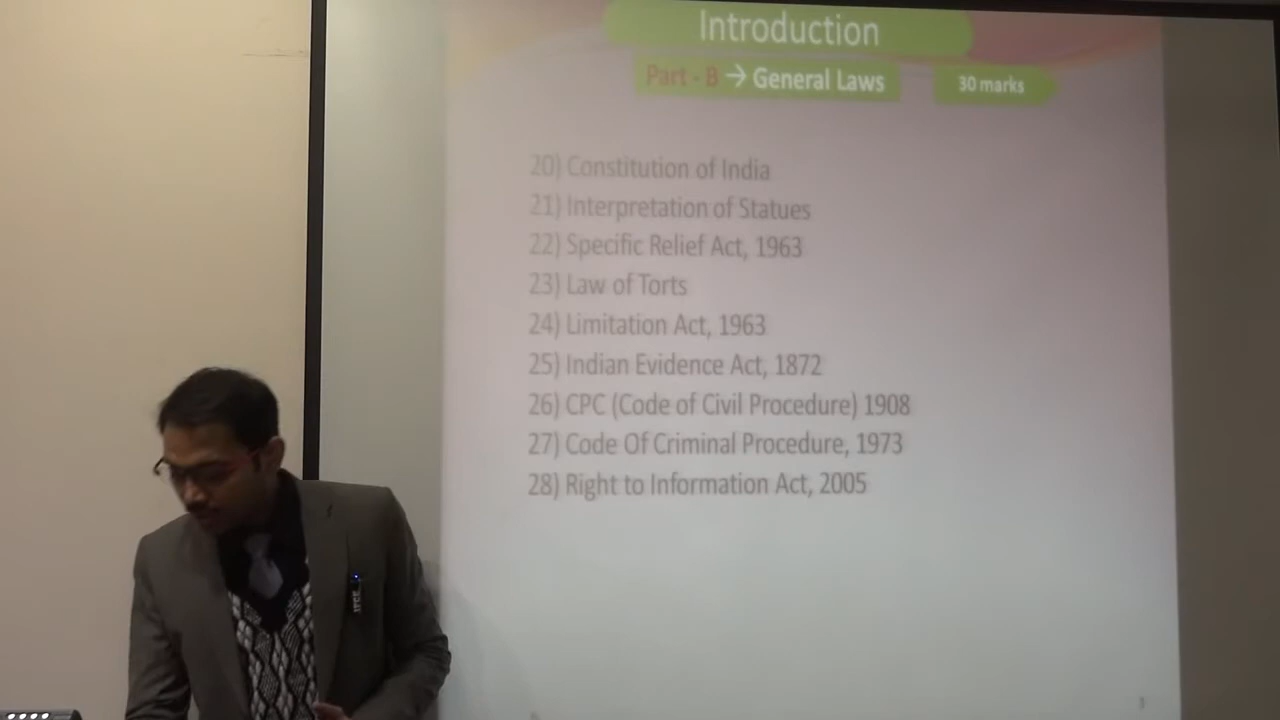 Introduction
Part - B → General Laws
30 marks
20) Constitution of India
21) Interpretation of Statues
22) Specific Relief Act, 1963
23) Law of Torts
24) Limitation Act, 1963
25) Indian Evidence Act, 1872
26) CPC (Code of Civil Procedure) 1908
27) Code Of Criminal Procedure, 1973
28) Right to Information Act, 2005